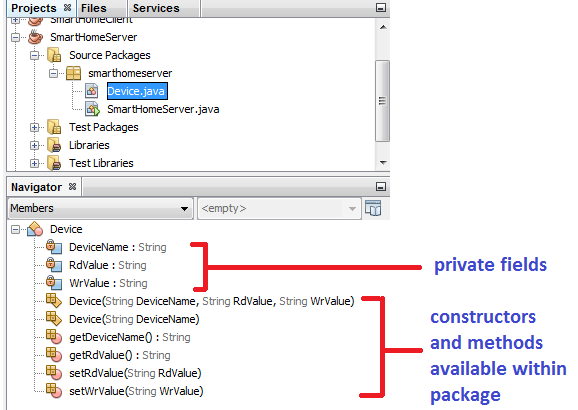 Projects Files Services
SmartHomeClient
SmartHomeServer
Source Packages
smarthomeserver
Device.java
SmartHomeServer.java
Test Packages
Libraries
Test Libraries
Navigator
Members <empty>
Device
DeviceName : String
RdValue : String
WrValue : String
Device(String DeviceName, String RdValue, String WrValue)
Device(String DeviceName)
getDeviceName() : String
getRdValue() : String
setRdValue(String RdValue)
setWrValue(String WrValue)
private fields
constructors
and methods
available within
package